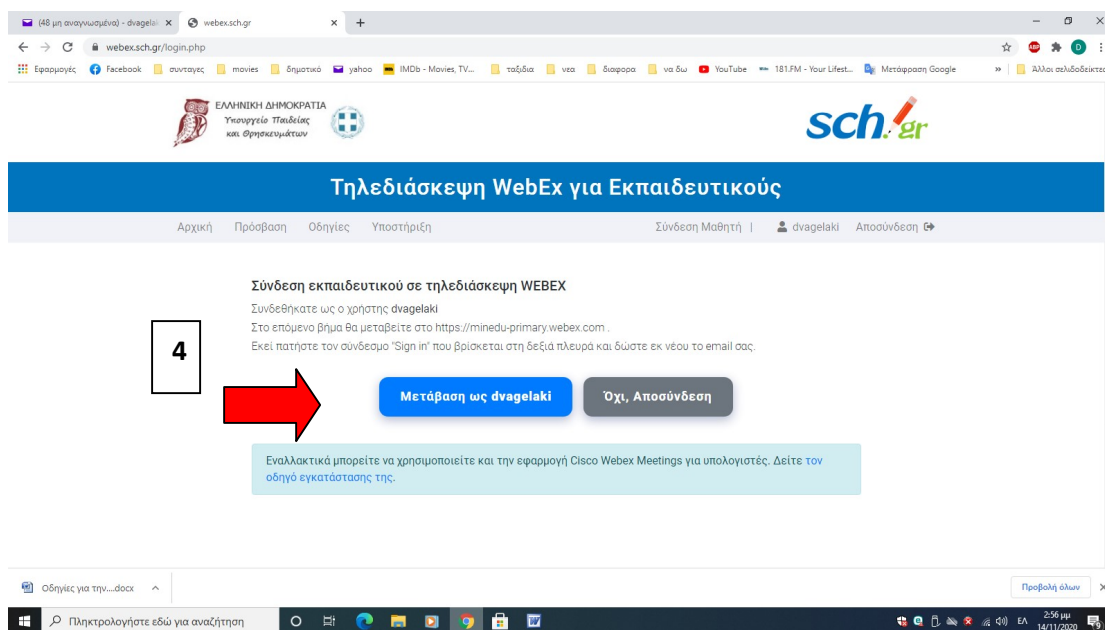 (48 μη αναγνωσμένα) - dvagelal
webex.sch.gr
webex.sch.gr/login.php
ABP
D
Εφαρμογές
Facebook
συνταγες
movies
δημοτικό
yahoo
IMDb - Movies, TV...
ταξιδια
νεα
διαφορα
να δω
YouTube
181.FM - Your Lifest...
Μετάφραση Google
»
Άλλοι σελιδοδείκτες
ΕΛΛΗΝΙΚΗ ΔΗΜΟΚΡΑΤΙΑ
Υπουργείο Παιδείας
και Θρησκευμάτων
sch.gr
Τηλεδιάσκεψη WebEx για Εκπαιδευτικούς
Αρχική Πρόσβαση Οδηγίες Υποστήριξη Σύνδεση Μαθητή | dvagelaki Αποσύνδεση
Σύνδεση εκπαιδευτικού σε τηλεδιάσκεψη WEBEX
Συνδεθήκατε ως ο χρήστης dvagelaki
Στο επόμενο βήμα θα μεταβείτε στο https://minedu-primary.webex.com .
Εκεί πατήστε τον σύνδεσμο "Sign in" που βρίσκεται στη δεξιά πλευρά και δώστε εκ νέου το email σας.
4
Μετάβαση ως dvagelaki
Όχι, Αποσύνδεση
Εναλλακτικά μπορείτε να χρησιμοποιείτε και την εφαρμογή Cisco Webex Meetings για υπολογιστές. Δείτε τον
οδηγό εγκατάστασης της.
Οδηγίες για την....docx
Προβολή όλων
Πληκτρολογήστε εδώ για αναζήτηση
ΕΛ
2:56 μμ
14/11/2020